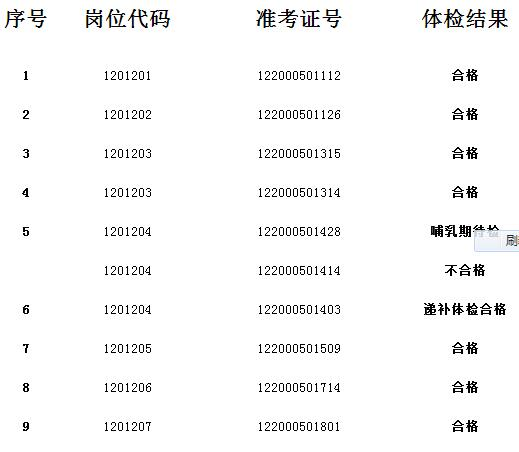 序号 岗位代码 准考证号 体检结果
1 1201201 122000501112 合格
2 1201202 122000501126 合格
3 1201203 122000501315 合格
4 1201203 122000501314 合格
5 1201204 122000501428 哺乳期待检
刷
1201204 122000501414 不合格
6 1201204 122000501403 递补体检合格
7 1201205 122000501509 合格
8 1201206 122000501714 合格
9 1201207 122000501801 合格